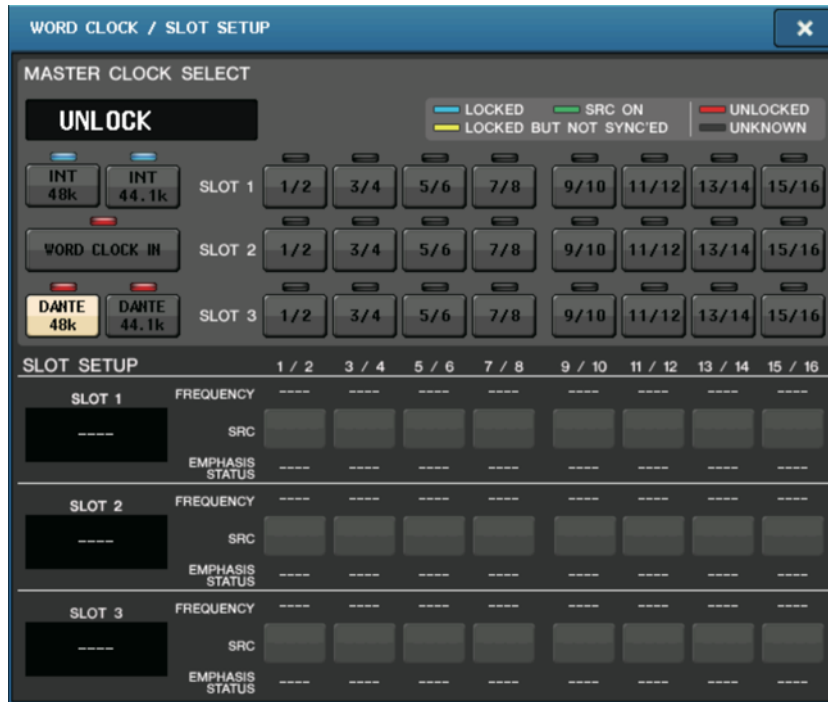 WORD CLOCK / SLOT SETUP
MASTER CLOCK SELECT
UNLOCK
LOCKED SRC ON UNLOCKED
LOCKED BUT NOT SYNC'ED UNKNOWN
INT 48k INT 44.1k SLOT 1 1/2 3/4 5/6 7/8 9/10 11/12 13/14 15/16
WORD CLOCK IN SLOT 2 1/2 3/4 5/6 7/8 9/10 11/12 13/14 15/16
DANTE 48k DANTE 44.1k SLOT 3 1/2 3/4 5/6 7/8 9/10 11/12 13/14 15/16
SLOT SETUP 1 / 2 3 / 4 5 / 6 7 / 8 9 / 10 11 / 12 13 / 14 15 / 16
SLOT 1 FREQUENCY ---- ---- ---- ---- ---- ---- ---- ----
---- SRC
EMPHASIS STATUS ---- ---- ---- ---- ---- ---- ---- ----
SLOT 2 FREQUENCY ---- ---- ---- ---- ---- ---- ---- ----
---- SRC
EMPHASIS STATUS ---- ---- ---- ---- ---- ---- ---- ----
SLOT 3 FREQUENCY ---- ---- ---- ---- ---- ---- ---- ----
---- SRC
EMPHASIS STATUS ---- ---- ---- ---- ---- ---- ---- ----